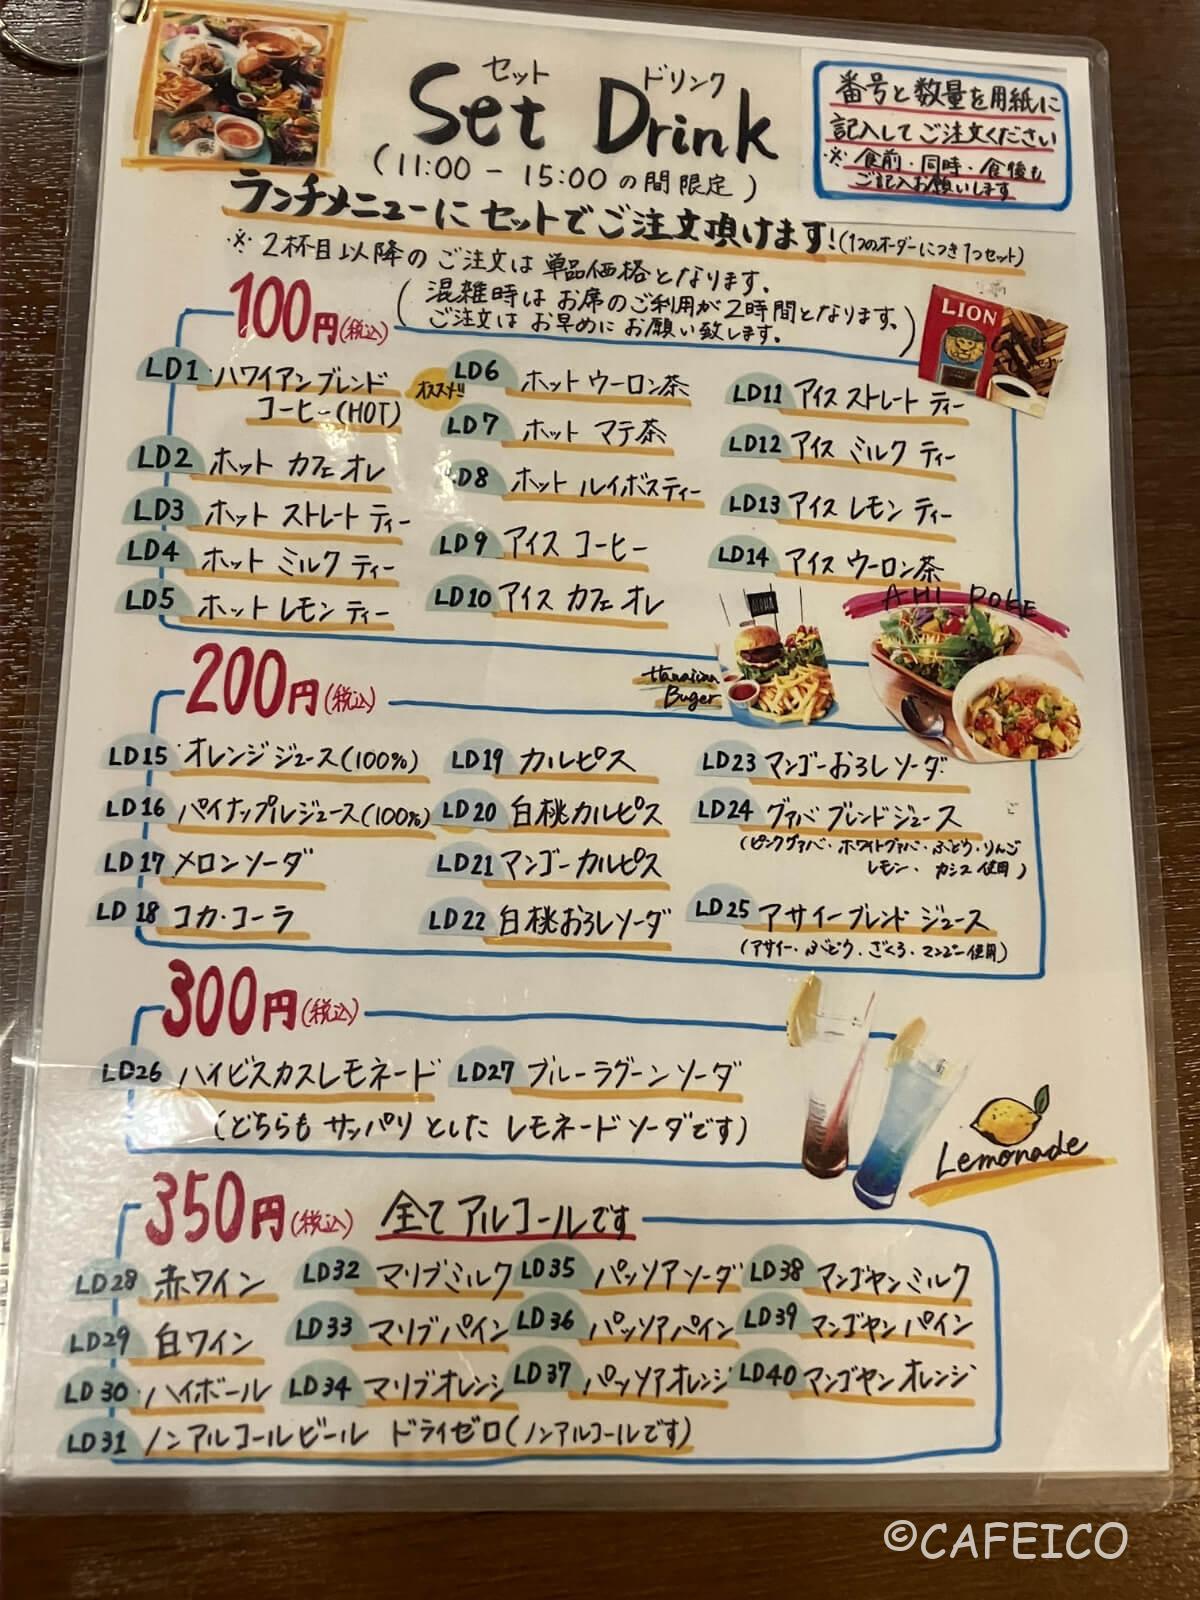 セット ドリンク
Set Drink
(11:00 - 15:00 の間限定)
番号と数量を用紙に
記入してご注文ください
※食前・同時・食後も
ご記入お願いします
ランチメニューにセットでご注文頂けます!(1つのオーダーにつき1つセット)
※2杯目以降のご注文は単品価格となります。
(混雑時はお席のご利用が2時間となります。
ご注文はお早めにお願い致します。)
LION
100円(税込)
LD1 ハワイアンブレンド
コーヒー(HOT)
オススメ!!
LD2 ホット カフェ オレ
LD3 ホット ストレート ティー
LD4 ホット ミルク ティー
LD5 ホット レモン ティー
LD6 ホット ウーロン茶
LD7 ホット マテ茶
LD8 ホット ルイボスティー
LD9 アイス コーヒー
LD10 アイス カフェ オレ
LD11 アイス ストレート ティー
LD12 アイス ミルク ティー
LD13 アイス レモン ティー
LD14 アイス ウーロン茶
ALOHA
Hawaiian
Buger
AHI POKE
200円(税込)
LD15 オレンジジュース(100%)
LD16 パイナップルジュース(100%)
LD17 メロンソーダ
LD18 コカ・コーラ
LD19 カルピス
LD20 白桃カルピス
LD21 マンゴーカルピス
LD22 白桃おろしソーダ
LD23 マンゴーおろしソーダ
LD24 グァバ ブレンドジュース
(ピンクグァバ・ホワイトグァバ・ぶどう・りんご
レモン・カシス使用)
LD25 アサイーブレンド ジュース
(アサイー・ぶどう・ざくろ・マンゴー使用)
300円(税込)
LD26 ハイビスカスレモネード
LD27 ブルーラグーンソーダ
(どちらもサッパリとしたレモネードソーダです)
Lemonade
350円(税込) 全てアルコールです
LD28 赤ワイン
LD29 白ワイン
LD30 ハイボール
LD31 ノンアルコールビール ドライゼロ(ノンアルコールです)
LD32 マリブミルク
LD33 マリブパイン
LD34 マリブオレンジ
LD35 パッソアソーダ
LD36 パッソアパイン
LD37 パッソアオレンジ
LD38 マンゴヤンミルク
LD39 マンゴヤンパイン
LD40 マンゴヤンオレンジ
©CAFEICO